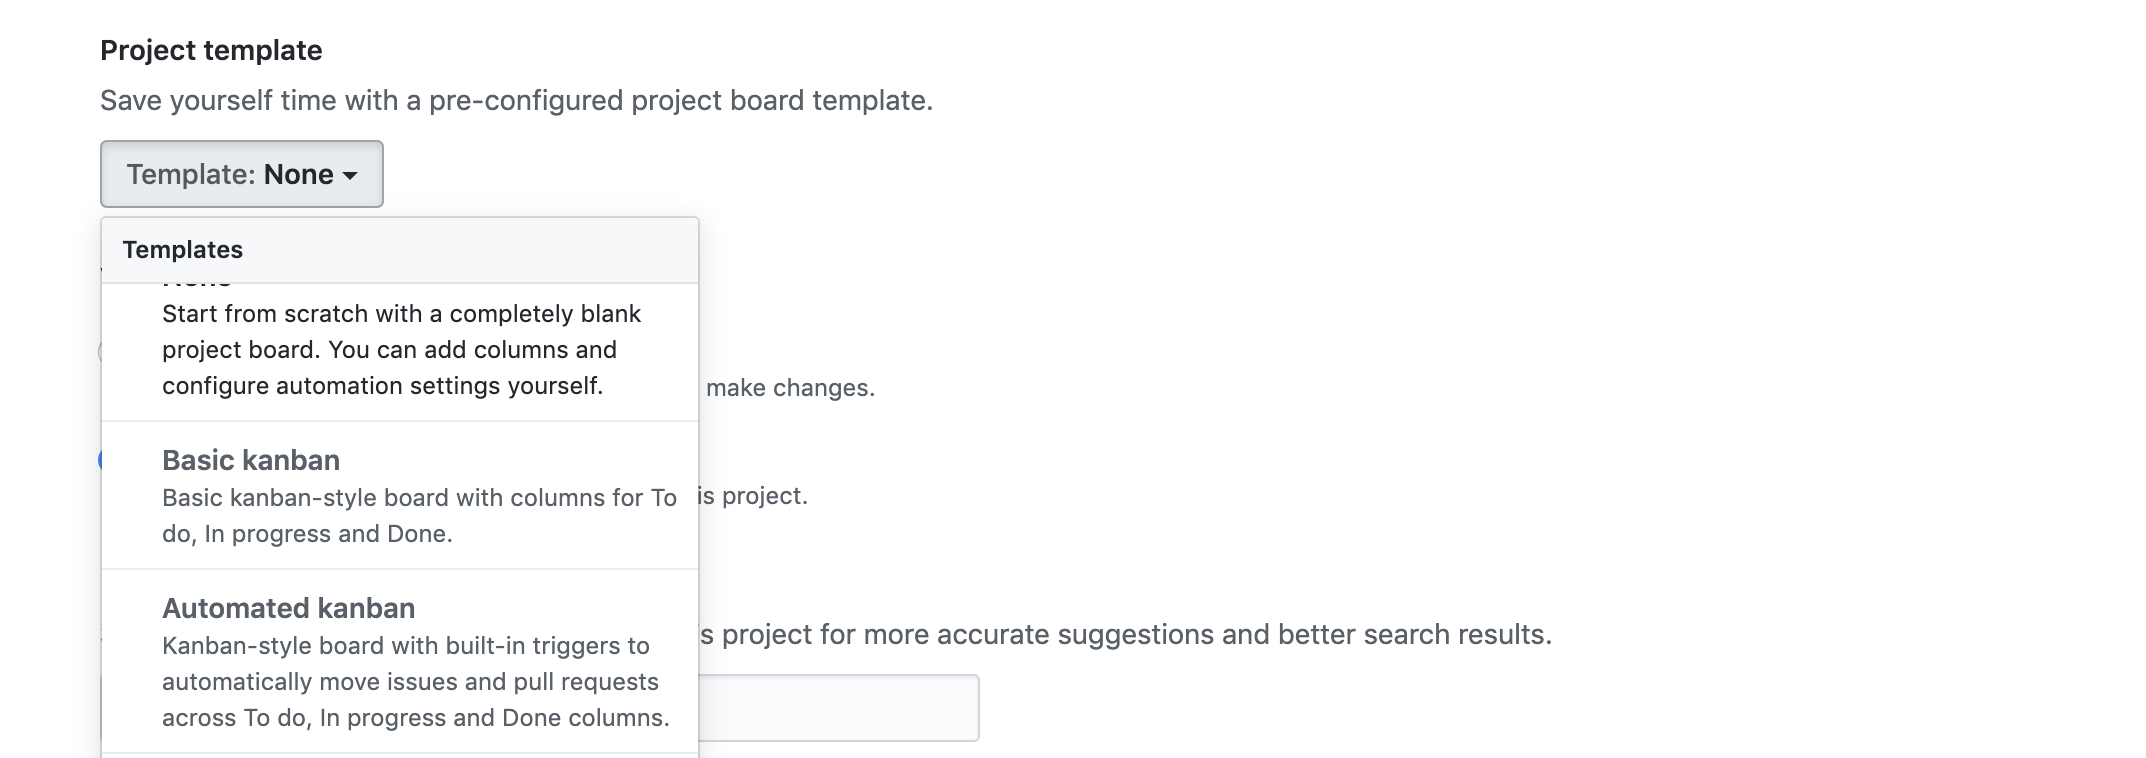 Project template
Save yourself time with a pre-configured project board template.
Template: None
Templates
None
Start from scratch with a completely blank
project board. You can add columns and
configure automation settings yourself.
make changes.
Basic kanban
Basic kanban-style board with columns for To
is project.
do, In progress and Done.
Automated kanban
Kanban-style board with built-in triggers to
s project for more accurate suggestions and better search results.
automatically move issues and pull requests
across To do, In progress and Done columns.